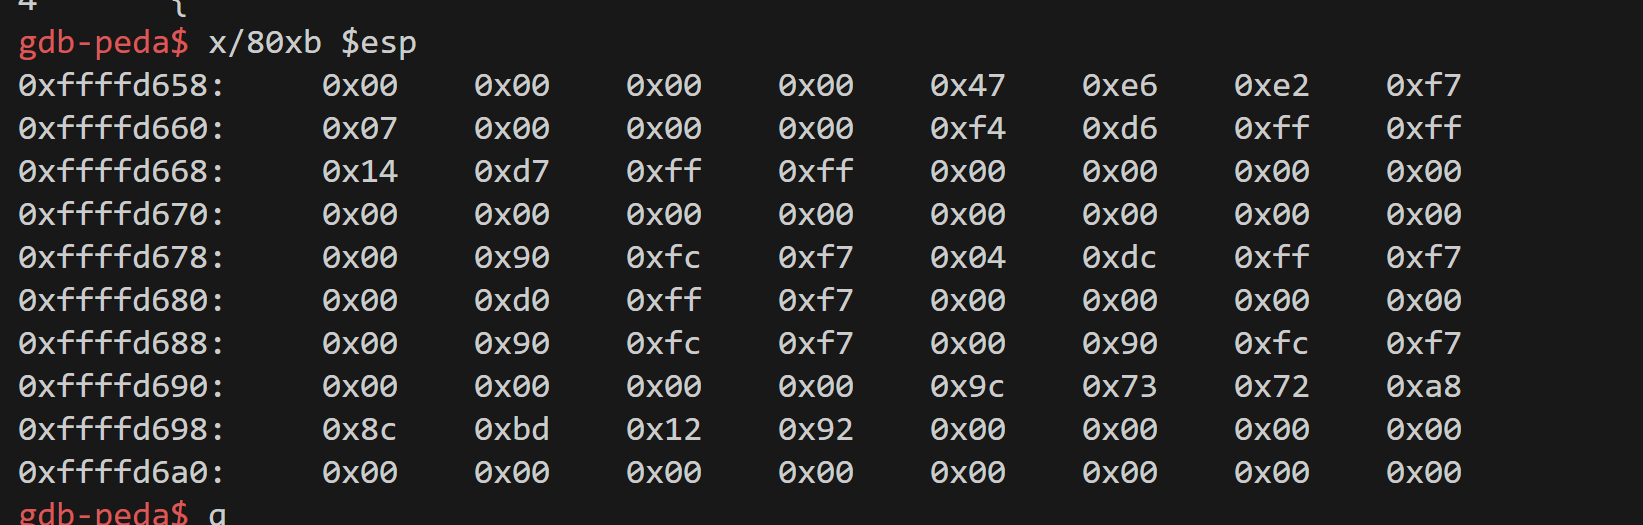 4 {
gdb-peda$ x/80xb $esp
0xffffd658: 0x00 0x00 0x00 0x00 0x47 0xe6 0xe2 0xf7
0xffffd660: 0x07 0x00 0x00 0x00 0xf4 0xd6 0xff 0xff
0xffffd668: 0x14 0xd7 0xff 0xff 0x00 0x00 0x00 0x00
0xffffd670: 0x00 0x00 0x00 0x00 0x00 0x00 0x00 0x00
0xffffd678: 0x00 0x90 0xfc 0xf7 0x04 0xdc 0xff 0xf7
0xffffd680: 0x00 0xd0 0xff 0xf7 0x00 0x00 0x00 0x00
0xffffd688: 0x00 0x90 0xfc 0xf7 0x00 0x90 0xfc 0xf7
0xffffd690: 0x00 0x00 0x00 0x00 0x9c 0x73 0x72 0xa8
0xffffd698: 0x8c 0xbd 0x12 0x92 0x00 0x00 0x00 0x00
0xffffd6a0: 0x00 0x00 0x00 0x00 0x00 0x00 0x00 0x00
gdb-peda$ q